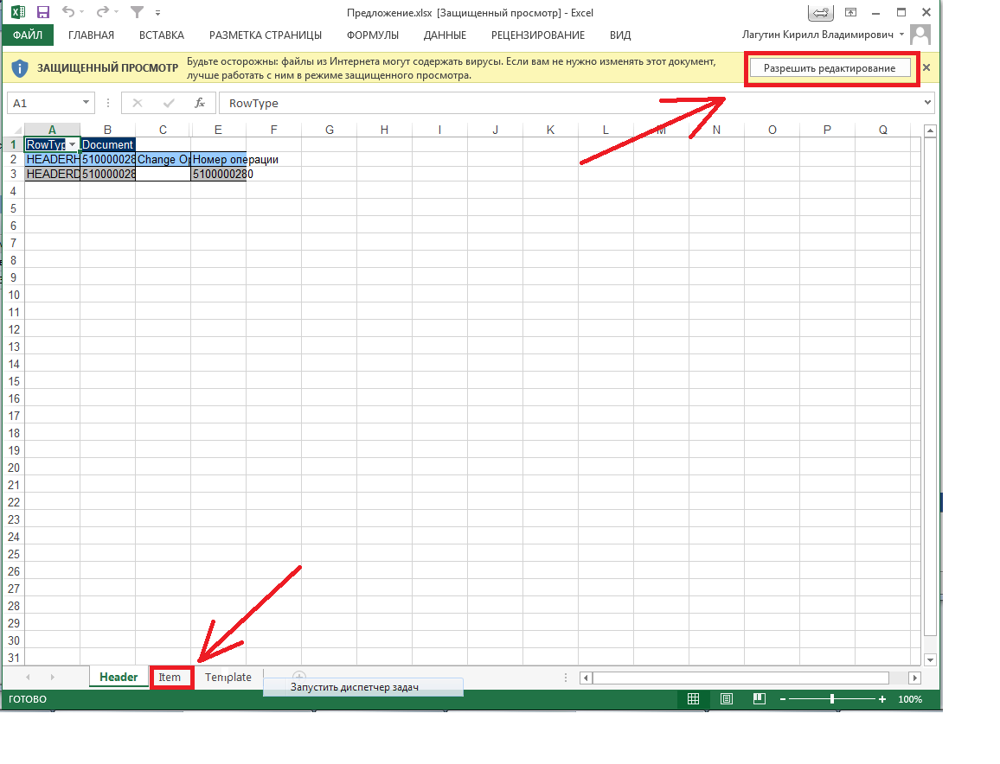 Предложение.xlsx [Защищенный просмотр] - Excel
ФАЙЛ ГЛАВНАЯ ВСТАВКА РАЗМЕТКА СТРАНИЦЫ ФОРМУЛЫ ДАННЫЕ РЕЦЕНЗИРОВАНИЕ ВИД Лагутин Кирилл Владимирович
ЗАЩИЩЕННЫЙ ПРОСМОТР Будьте осторожны: файлы из Интернета могут содержать вирусы. Если вам не нужно изменять этот документ,
лучше работать с ним в режиме защищенного просмотра.
Разрешить редактирование
A1 fx RowType
A B C D E F G H I J K L M N O P Q
1 RowTyp Document
2 HEADERH 510000028 Change Op Номер операции
3 HEADERD 510000028 5100000280
4
5
6
7
8
9
10
11
12
13
14
15
16
17
18
19
20
21
22
23
24
25
26
27
28
29
30
31
Header Item Template
Запустить диспетчер задач
ГОТОВО 100%